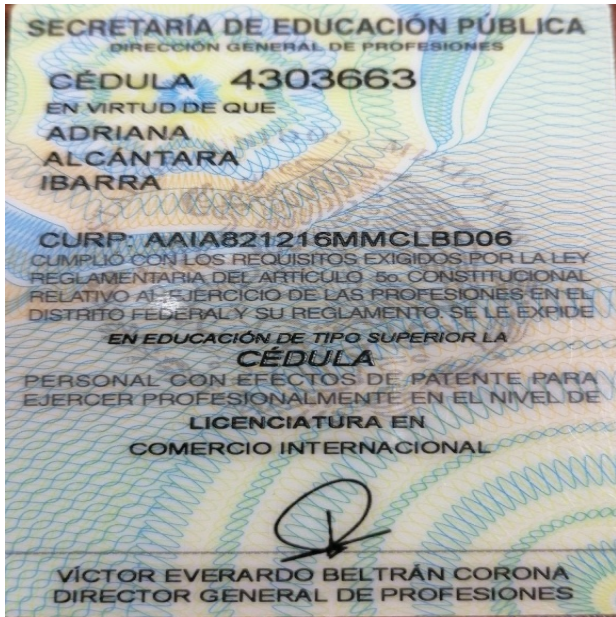 SECRETARÍA DE EDUCACIÓN PÚBLICA
DIRECCIÓN GENERAL DE PROFESIONES
CÉDULA 4303663
EN VIRTUD DE QUE
ADRIANA
ALCÁNTARA
IBARRA
CURP: AAIA821216MMCLBD06
CUMPLIÓ CON LOS REQUISITOS EXIGIDOS POR LA LEY
REGLAMENTARIA DEL ARTÍCULO 5o. CONSTITUCIONAL
RELATIVO AL EJERCICIO DE LAS PROFESIONES EN EL
DISTRITO FEDERAL Y SU REGLAMENTO. SE LE EXPIDE
EN EDUCACIÓN DE TIPO SUPERIOR LA
CÉDULA
PERSONAL CON EFECTOS DE PATENTE PARA
EJERCER PROFESIONALMENTE EN EL NIVEL DE
LICENCIATURA EN
COMERCIO INTERNACIONAL
VÍCTOR EVERARDO BELTRÁN CORONA
DIRECTOR GENERAL DE PROFESIONES